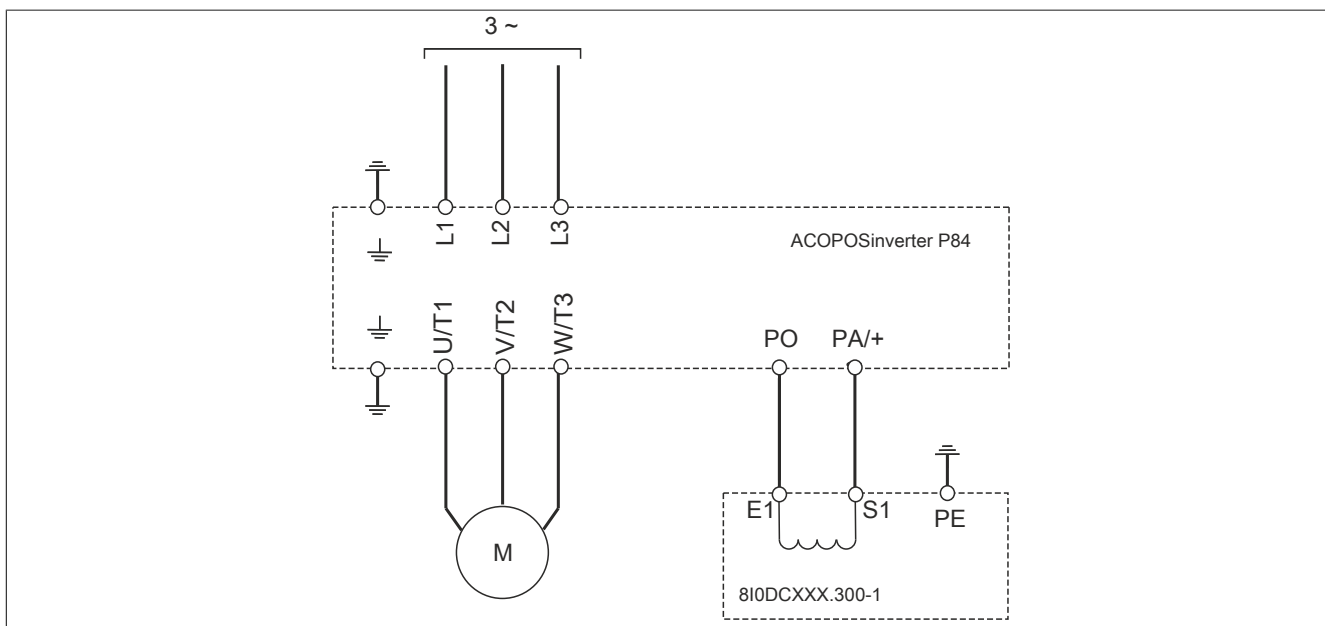 3 ~
L1
L2
L3
ACOPOSinverter P84
U/T1
V/T2
W/T3
PO
PA/+
E1
S1
PE
M
8I0DCXXX.300-1